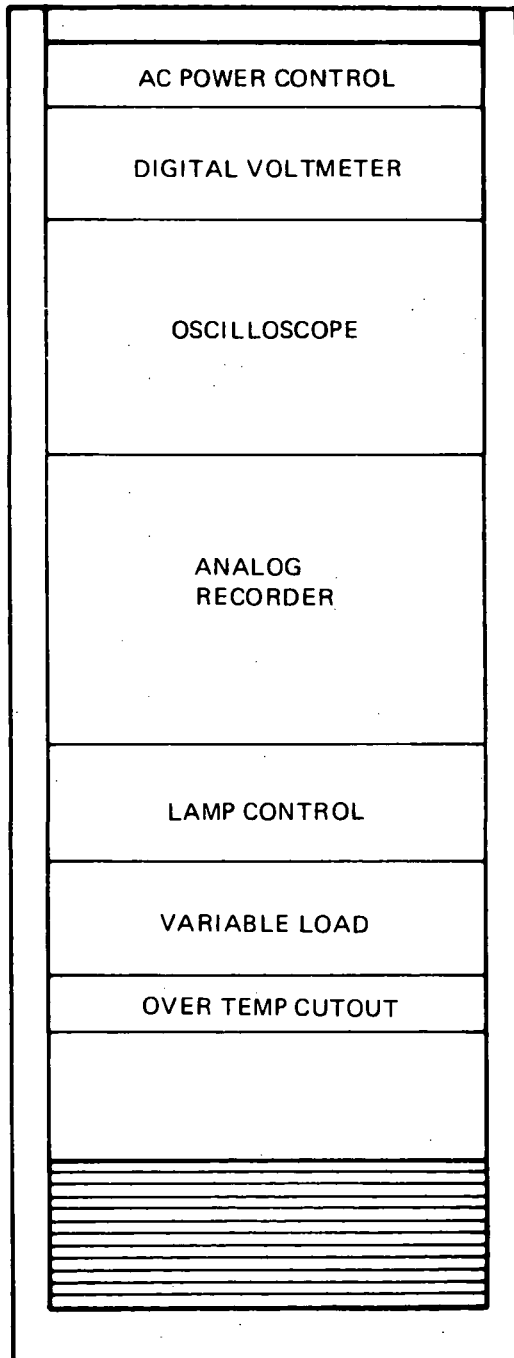 AC POWER CONTROL
DIGITAL VOLTMETER
OSCILLOSCOPE
ANALOG
RECORDER
LAMP CONTROL
VARIABLE LOAD
OVER TEMP CUTOUT